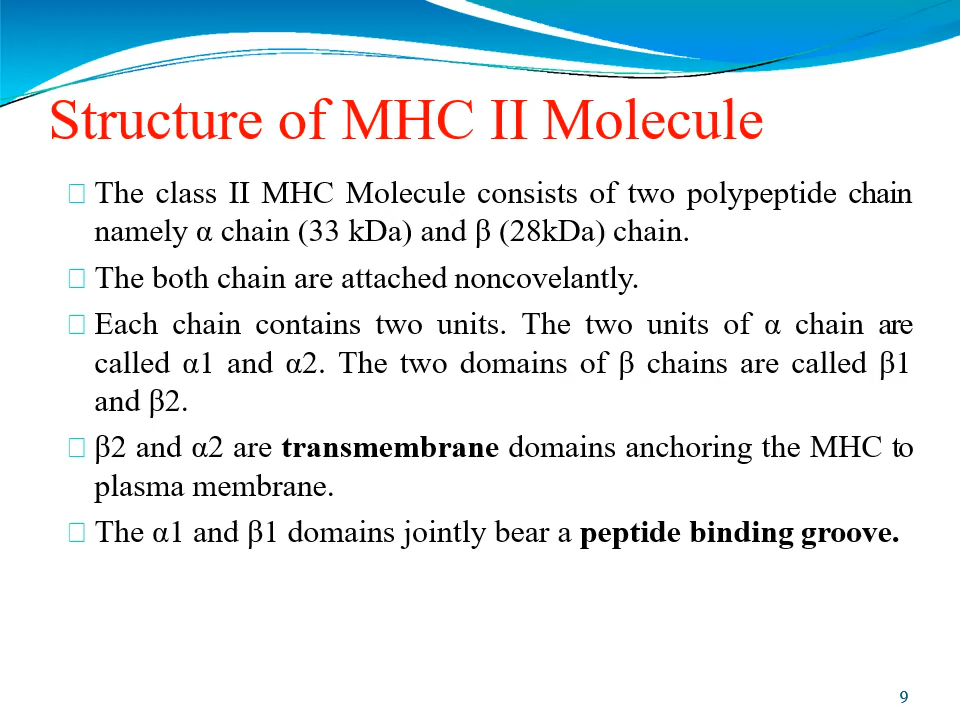 Structure of MHC II Molecule
The class II MHC Molecule consists of two polypeptide chain
namely α chain (33 kDa) and β (28kDa) chain.
The both chain are attached noncovelantly.
Each chain contains two units. The two units of α chain are
called α1 and α2. The two domains of β chains are called β1
and β2.
β2 and α2 are transmembrane domains anchoring the MHC to
plasma membrane.
The α1 and β1 domains jointly bear a peptide binding groove.
9